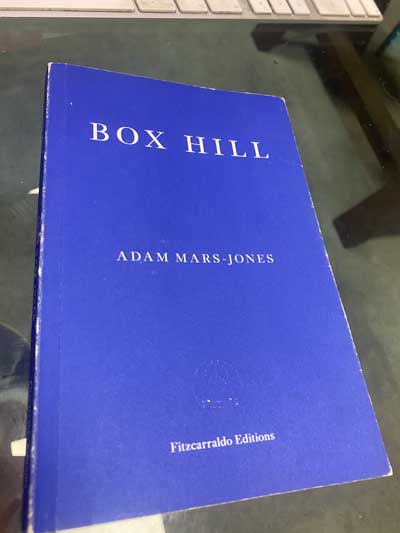 BOX HILL
ADAM MARS-JONES
Fitzcarraldo Editions